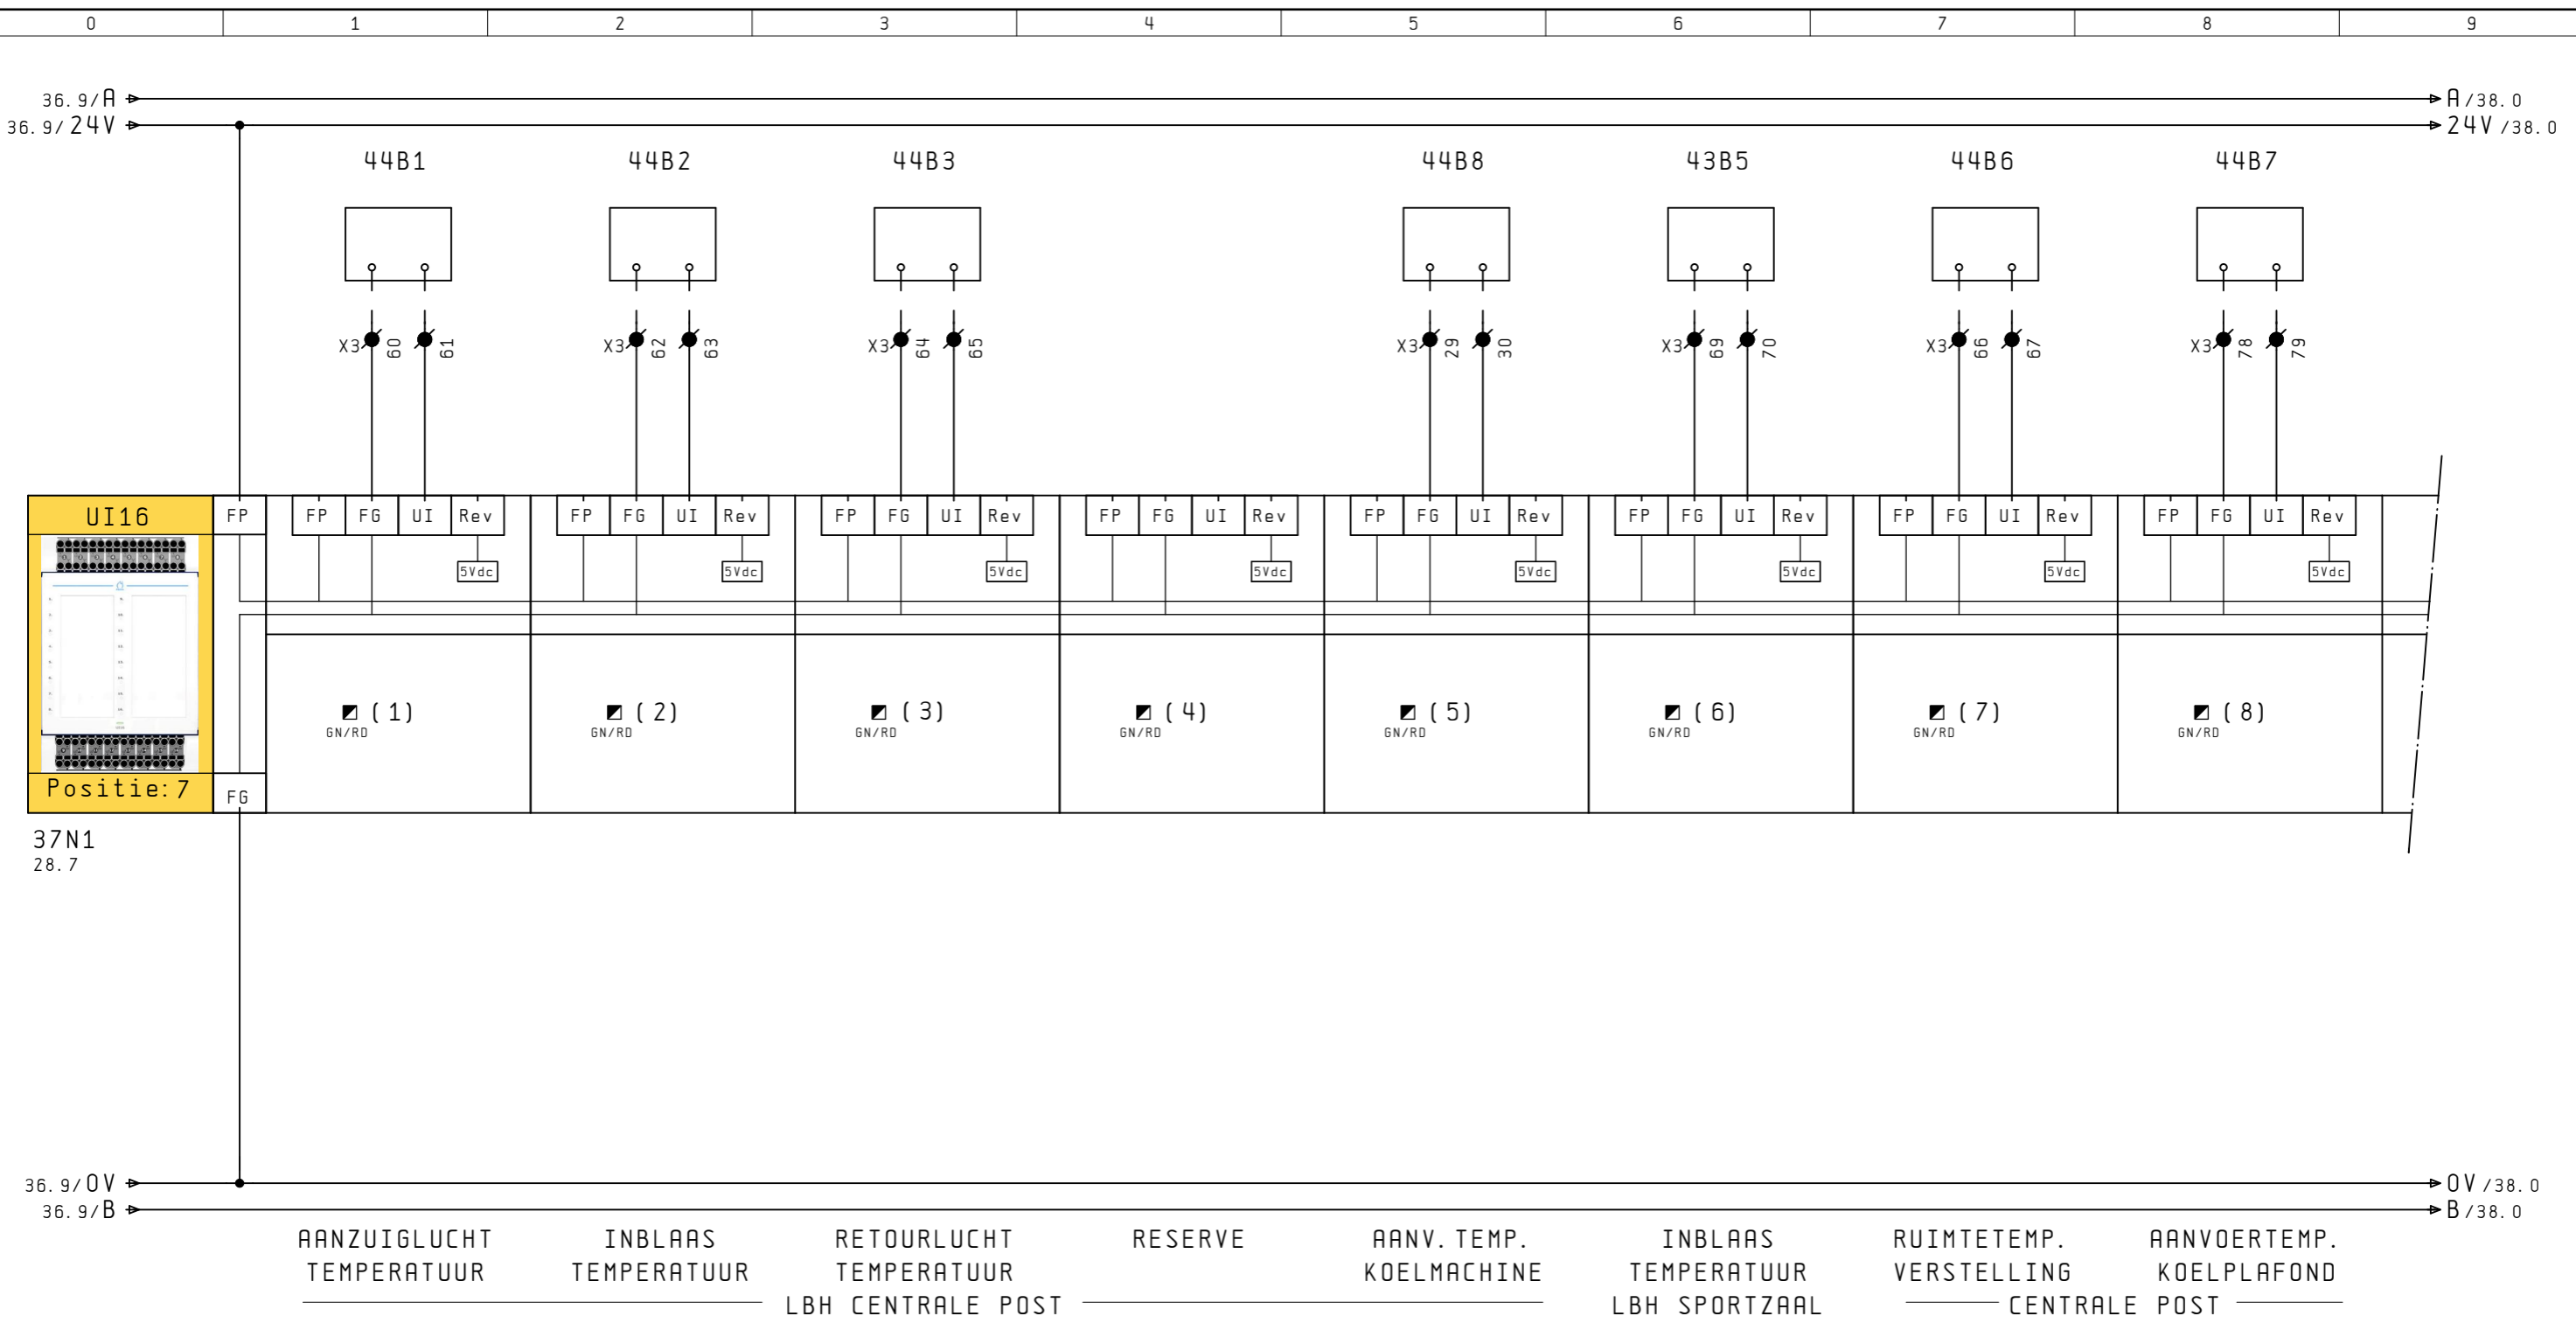 0 1 2 3 4 5 6 7 8 9
36.9/A A/38.0
36.9/24V 24V/38.0
44B1 44B2 44B3 44B8 43B5 44B6 44B7
X3 60 61 X3 62 63 X3 64 65 X3 29 30 X3 69 70 X3 66 67 X3 78 79
UI16 FP FP FG UI Rev FP FG UI Rev FP FG UI Rev FP FG UI Rev FP FG UI Rev FP FG UI Rev FP FG UI Rev FP FG UI Rev
5Vdc 5Vdc 5Vdc 5Vdc 5Vdc 5Vdc 5Vdc 5Vdc
(1) (2) (3) (4) (5) (6) (7) (8)
GN/RD GN/RD GN/RD GN/RD GN/RD GN/RD GN/RD GN/RD
Positie:7 FG
37N1
28.7
36.9/0V 0V/38.0
36.9/B B/38.0
AANZUIGLUCHT INBLAAS RETOURLUCHT RESERVE AANV.TEMP. INBLAAS RUIMTETEMP. AANVOERTEMP.
TEMPERATUUR TEMPERATUUR TEMPERATUUR KOELMACHINE TEMPERATUUR VERSTELLING KOELPLAFOND
LBH CENTRALE POST LBH SPORTZAAL CENTRALE POST